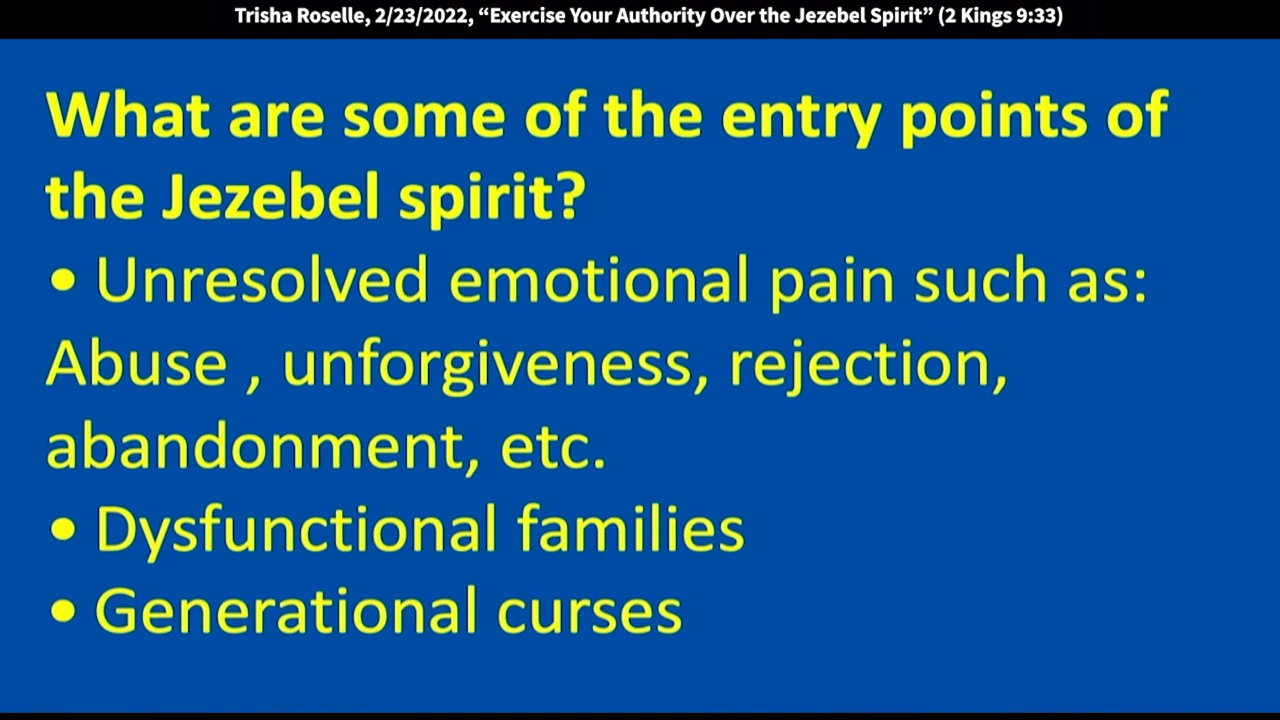 Trisha Roselle, 2/23/2022, “Exercise Your Authority Over the Jezebel Spirit” (2 Kings 9:33)
What are some of the entry points of
the Jezebel spirit?
• Unresolved emotional pain such as:
Abuse , unforgiveness, rejection,
abandonment, etc.
• Dysfunctional families
• Generational curses